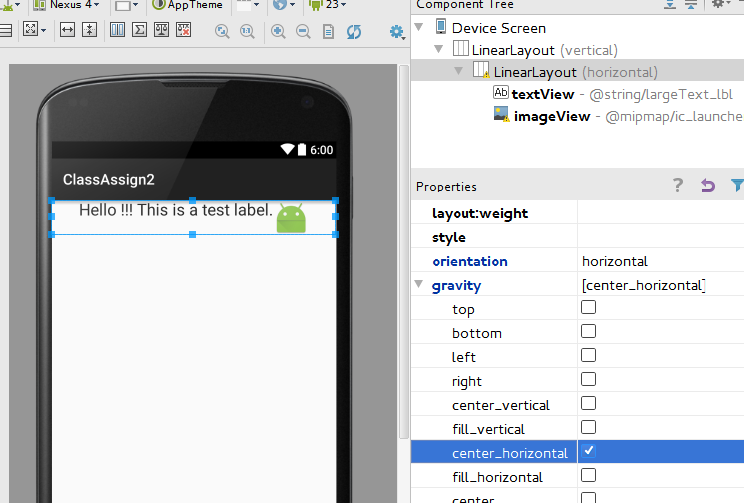 Nexus 4
AppTheme
23
Component Tree
Device Screen
LinearLayout (vertical)
LinearLayout (horizontal)
Ab textView - @string/largeText_lbl
imageView - @mipmap/ic_launche
6:00
ClassAssign2
Hello !!! This is a test label.
Properties
?
layout:weight
style
orientation horizontal
gravity [center_horizontal]
top
bottom
left
right
center_vertical
fill_vertical
center_horizontal
fill_horizontal
center